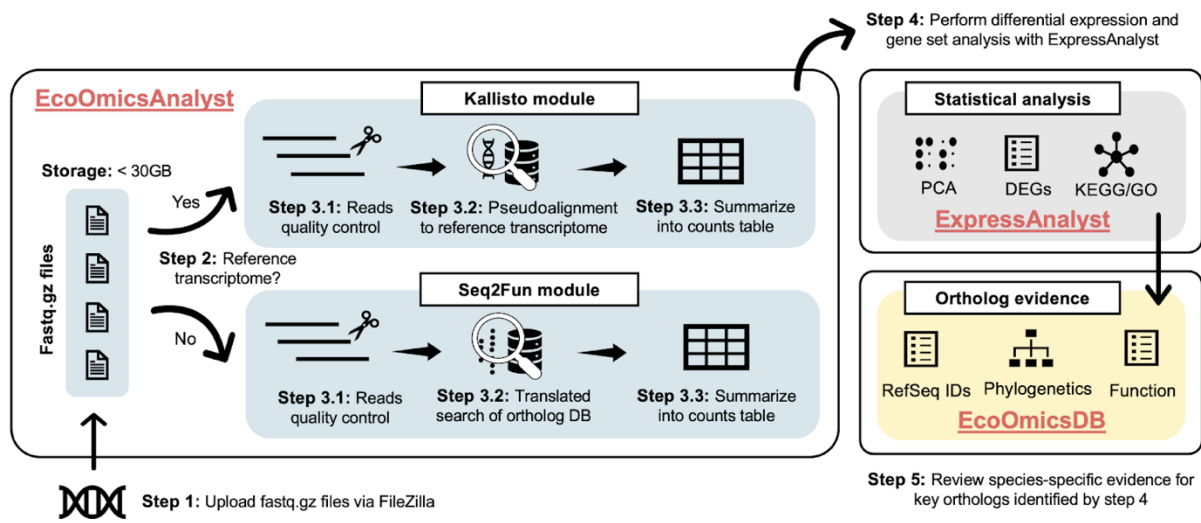 Step 4: Perform differential expression and
gene set analysis with ExpressAnalyst
EcoOmicsAnalyst
Storage: < 30GB
Fastq.gz files
Yes
Step 2: Reference
transcriptome?
No
Kallisto module
Step 3.1: Reads
quality control
Step 3.2: Pseudoalignment
to reference transcriptome
Step 3.3: Summarize
into counts table
Seq2Fun module
Step 3.1: Reads
quality control
Step 3.2: Translated
search of ortholog DB
Step 3.3: Summarize
into counts table
Step 1: Upload fastq.gz files via FileZilla
Statistical analysis
PCA
DEGs
KEGG/GO
ExpressAnalyst
Ortholog evidence
RefSeq IDs
Phylogenetics
Function
EcoOmicsDB
Step 5: Review species-specific evidence for
key orthologs identified by step 4